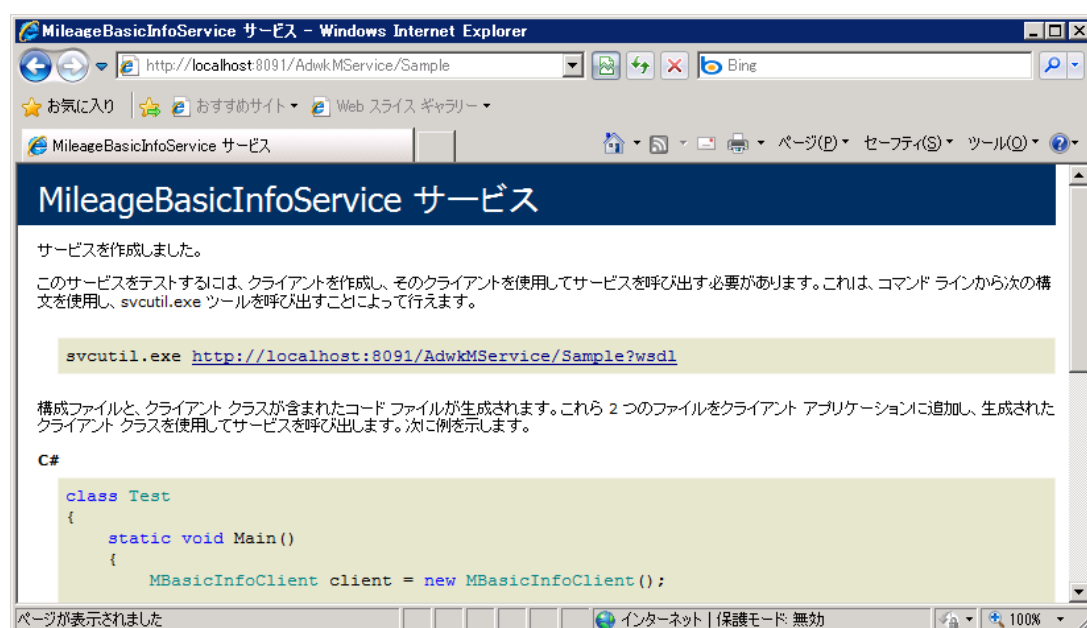 MileageBasicInfoService サービス - Windows Internet Explorer
http://localhost:8091/AdwkMService/Sample
Bing
お気に入り
おすすめサイト
Web スライス ギャラリー
MileageBasicInfoService サービス
ページ(P)
セーフティ(S)
ツール(O)
MileageBasicInfoService サービス
サービスを作成しました。
このサービスをテストするには、クライアントを作成し、そのクライアントを使用してサービスを呼び出す必要があります。これは、コマンド ラインから次の構
文を使用し、svcutil.exe ツールを呼び出すことによって行えます。
svcutil.exe http://localhost:8091/AdwkMService/Sample?wsdl
構成ファイルと、クライアント クラスが含まれたコード ファイルが生成されます。これら 2 つのファイルをクライアント アプリケーションに追加し、生成された
クライアント クラスを使用してサービスを呼び出します。次に例を示します。
C#
class Test
{
static void Main()
{
MBasicInfoClient client = new MBasicInfoClient();
ページが表示されました
インターネット | 保護モード: 無効
100%